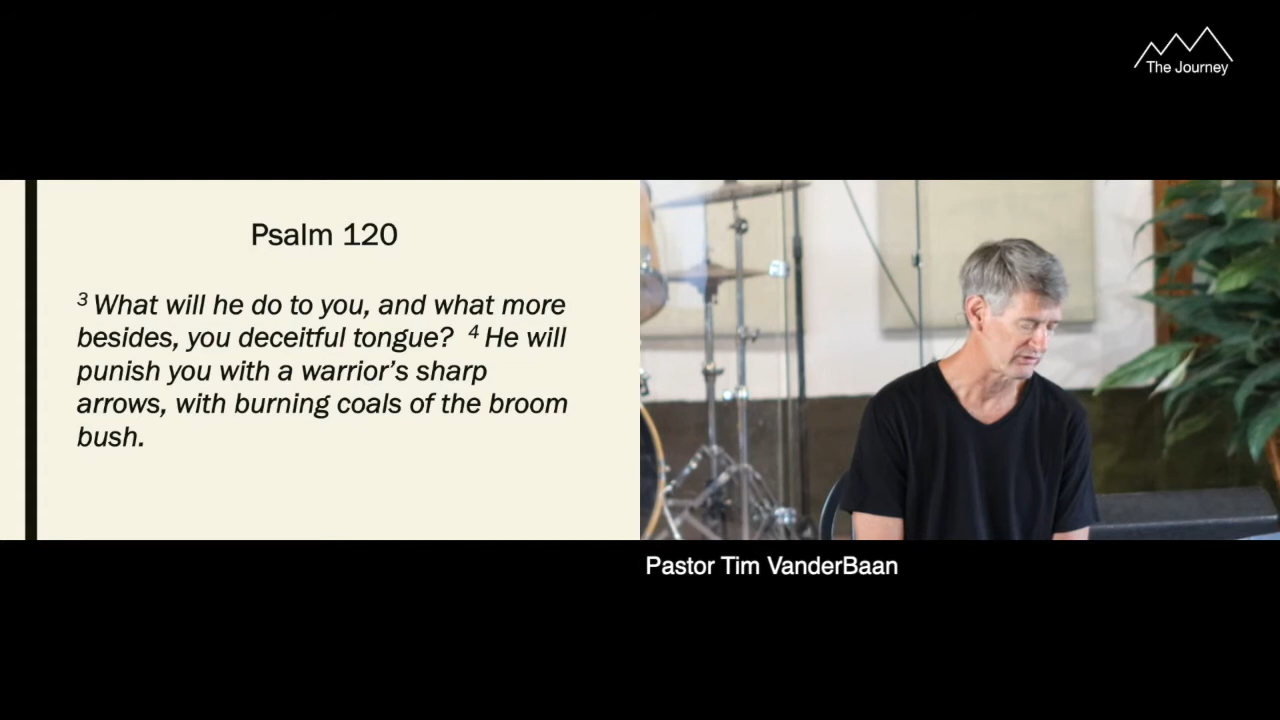 The Journey
Psalm 120
3 What will he do to you, and what more
besides, you deceitful tongue? 4 He will
punish you with a warrior’s sharp
arrows, with burning coals of the broom
bush.
Pastor Tim VanderBaan